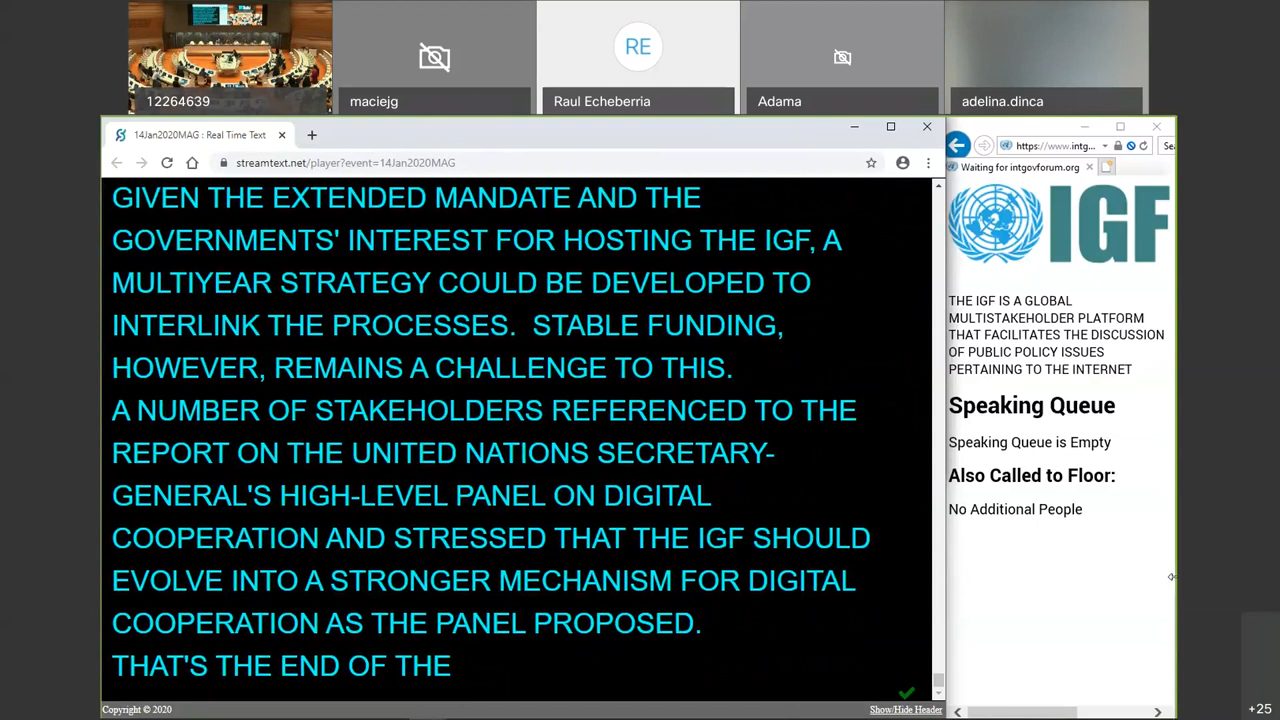 RE
12264639
maciejg
Raul Echeberria
Adama
adelina.dinca
14Jan2020MAG : Real Time Text
streamtext.net/player?event=14Jan2020MAG
GIVEN THE EXTENDED MANDATE AND THE
GOVERNMENTS' INTEREST FOR HOSTING THE IGF, A
MULTIYEAR STRATEGY COULD BE DEVELOPED TO
INTERLINK THE PROCESSES.  STABLE FUNDING,
HOWEVER, REMAINS A CHALLENGE TO THIS.
A NUMBER OF STAKEHOLDERS REFERENCED TO THE
REPORT ON THE UNITED NATIONS SECRETARY-
GENERAL'S HIGH-LEVEL PANEL ON DIGITAL
COOPERATION AND STRESSED THAT THE IGF SHOULD
EVOLVE INTO A STRONGER MECHANISM FOR DIGITAL
COOPERATION AS THE PANEL PROPOSED.
THAT'S THE END OF THE
Copyright © 2020
Show/Hide Header
https://www.intg...
Sea
Waiting for intgovforum.org
IGF
THE IGF IS A GLOBAL
MULTISTAKEHOLDER PLATFORM
THAT FACILITATES THE DISCUSSION
OF PUBLIC POLICY ISSUES
PERTAINING TO THE INTERNET
Speaking Queue
Speaking Queue is Empty
Also Called to Floor:
No Additional People
+25